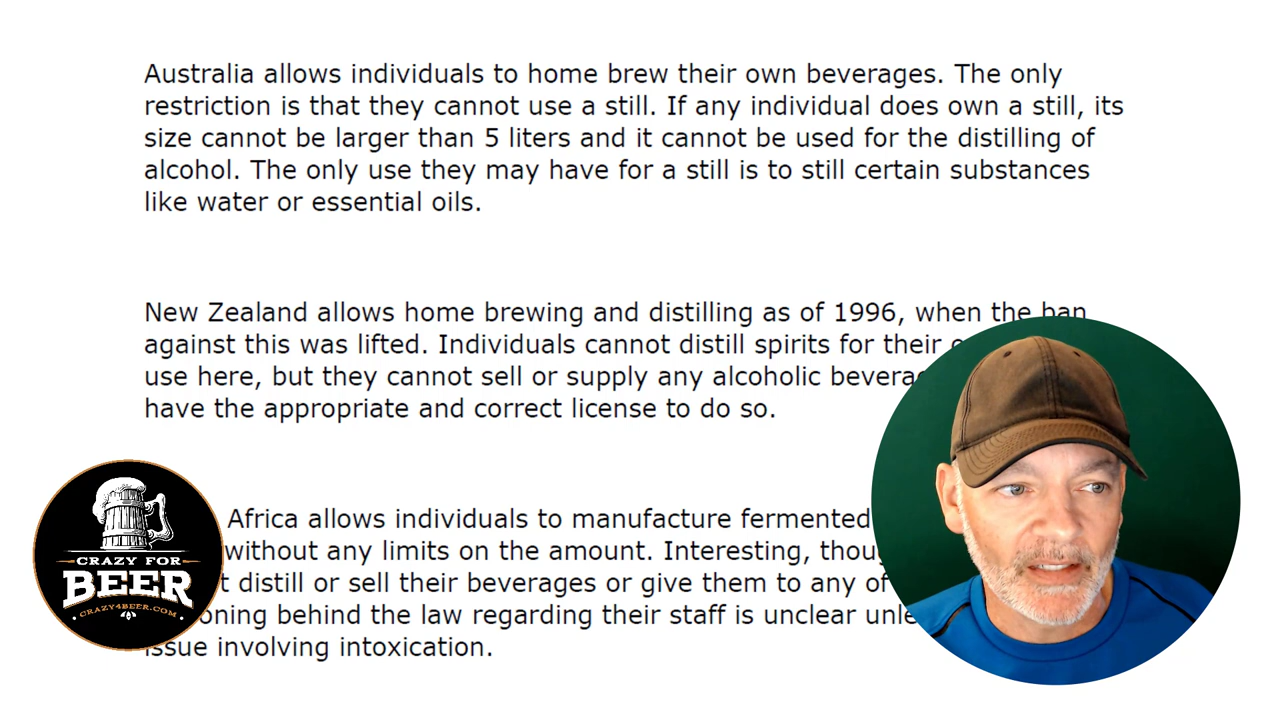 Australia allows individuals to home brew their own beverages. The only
restriction is that they cannot use a still. If any individual does own a still, its
size cannot be larger than 5 liters and it cannot be used for the distilling of
alcohol. The only use they may have for a still is to still certain substances
like water or essential oils.
New Zealand allows home brewing and distilling as of 1996, when the ban
against this was lifted. Individuals cannot distill spirits for their
use here, but they cannot sell or supply any alcoholic
have the appropriate and correct license to do so.
Africa allows individuals to manufacture fermented
without any limits on the amount. Interesting,
distill or sell their beverages or give them to any
behind the law regarding their staff is unclear
issue involving intoxication.
CRAZY FOR
BEER
CRAZY4BEER.COM